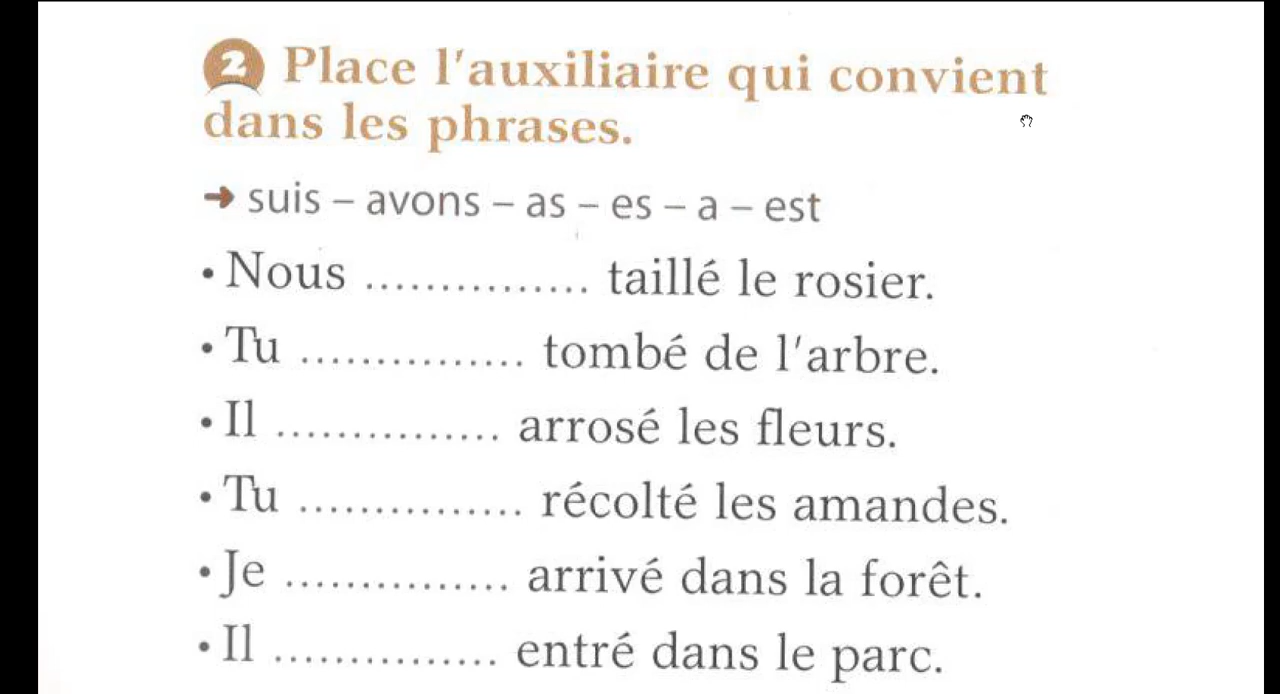 2 Place l'auxiliaire qui convient
dans les phrases.
→ suis – avons – as – es – a – est
• Nous ............... taillé le rosier.
• Tu ............... tombé de l'arbre.
• Il ............... arrosé les fleurs.
• Tu ............... récolté les amandes.
• Je ............... arrivé dans la forêt.
• Il ............... entré dans le parc.